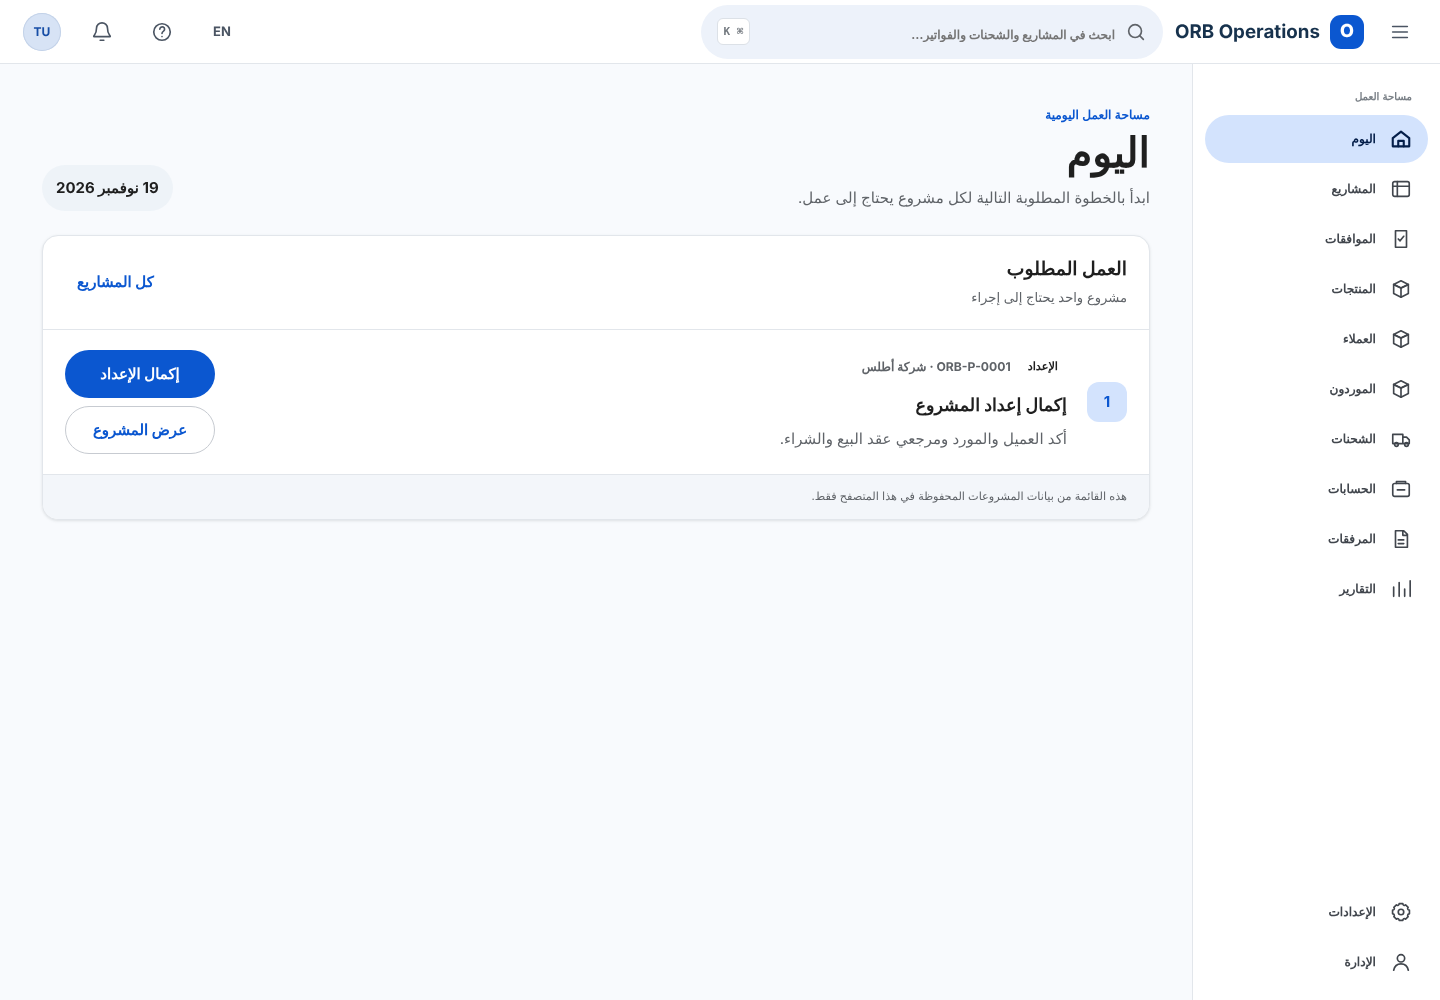 ORB Operations
O
ابحث في المشاريع والشحنات والفواتير...
⌘ K
EN
TU
مساحة العمل
اليوم
المشاريع
الموافقات
المنتجات
العملاء
الموردون
الشحنات
الحسابات
المرفقات
التقارير
الإعدادات
الإدارة
مساحة العمل اليومية
اليوم
ابدأ بالخطوة المطلوبة التالية لكل مشروع يحتاج إلى عمل.
19 نوفمبر 2026
العمل المطلوب
مشروع واحد يحتاج إلى إجراء
كل المشاريع
1
الإعداد ORB-P-0001 · شركة أطلس
إكمال إعداد المشروع
أكد العميل والمورد ومرجعي عقد البيع والشراء.
إكمال الإعداد
عرض المشروع
هذه القائمة من بيانات المشروعات المحفوظة في هذا المتصفح فقط.